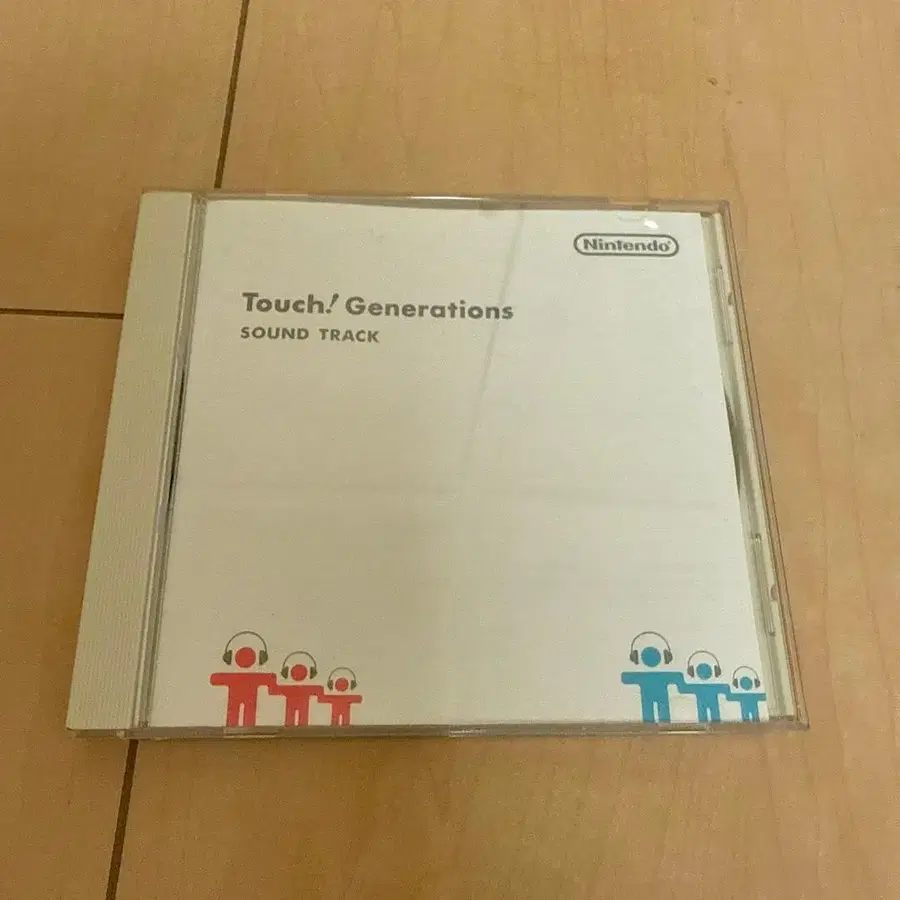 Nintendo
Touch! Generations
SOUND TRACK